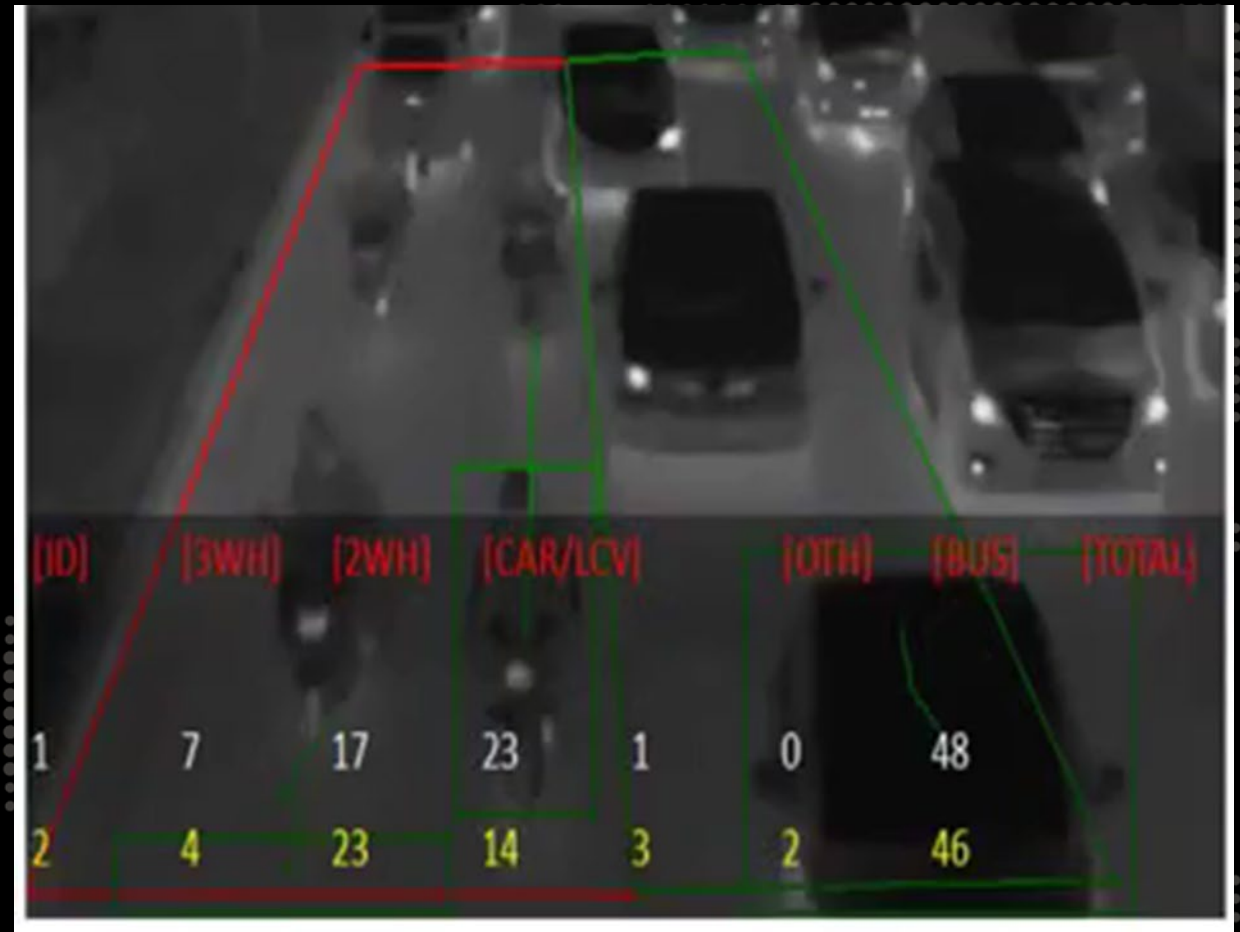 [ID] [3WH] [2WH] [CAR/LCV] [OTH] [BUS] [TOTAL]
1 7 17 23 1 0 48
2 4 23 14 3 2 46